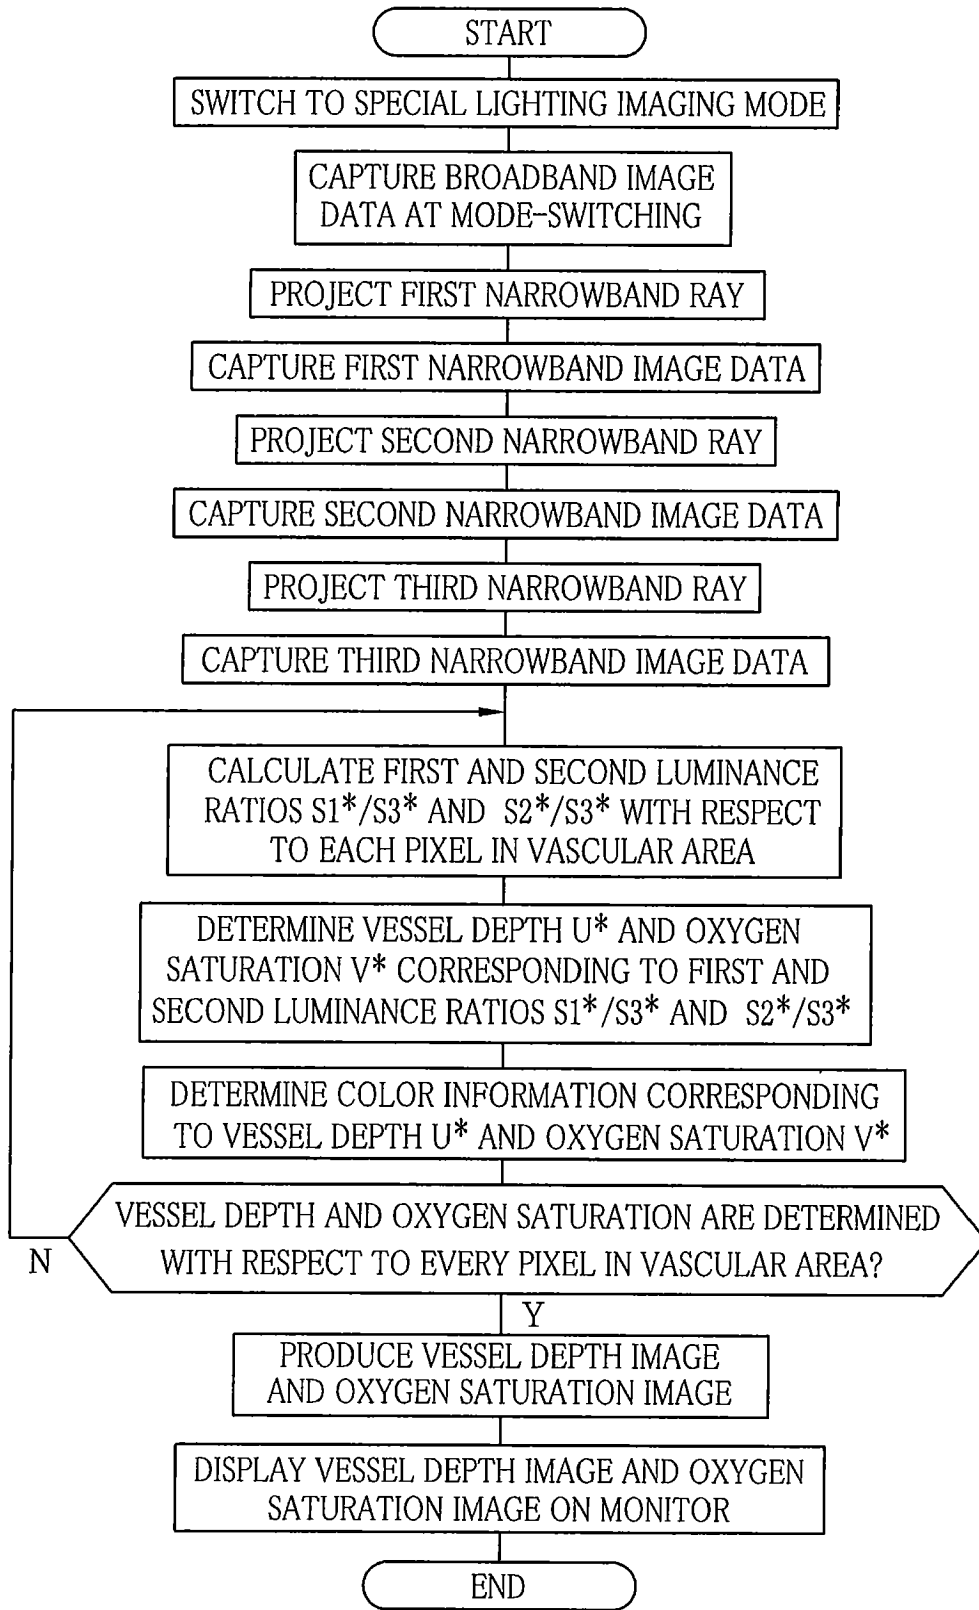 START
SWITCH TO SPECIAL LIGHTING IMAGING MODE
CAPTURE BROADBAND IMAGE
DATA AT MODE-SWITCHING
PROJECT FIRST NARROWBAND RAY
CAPTURE FIRST NARROWBAND IMAGE DATA
PROJECT SECOND NARROWBAND RAY
CAPTURE SECOND NARROWBAND IMAGE DATA
PROJECT THIRD NARROWBAND RAY
CAPTURE THIRD NARROWBAND IMAGE DATA
CALCULATE FIRST AND SECOND LUMINANCE
RATIOS S1*/S3* AND S2*/S3* WITH RESPECT
TO EACH PIXEL IN VASCULAR AREA
DETERMINE VESSEL DEPTH U* AND OXYGEN
SATURATION V* CORRESPONDING TO FIRST AND
SECOND LUMINANCE RATIOS S1*/S3* AND S2*/S3*
DETERMINE COLOR INFORMATION CORRESPONDING
TO VESSEL DEPTH U* AND OXYGEN SATURATION V*
VESSEL DEPTH AND OXYGEN SATURATION ARE DETERMINED
WITH RESPECT TO EVERY PIXEL IN VASCULAR AREA?
N
Y
PRODUCE VESSEL DEPTH IMAGE
AND OXYGEN SATURATION IMAGE
DISPLAY VESSEL DEPTH IMAGE AND OXYGEN
SATURATION IMAGE ON MONITOR
END